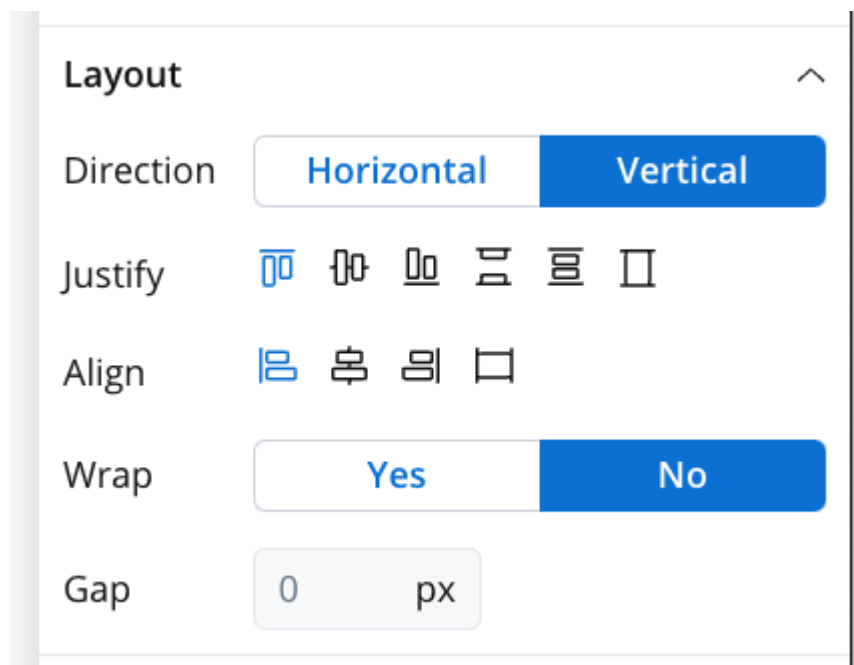 Layout
Direction Horizontal Vertical
Justify
Align
Wrap Yes No
Gap 0 px